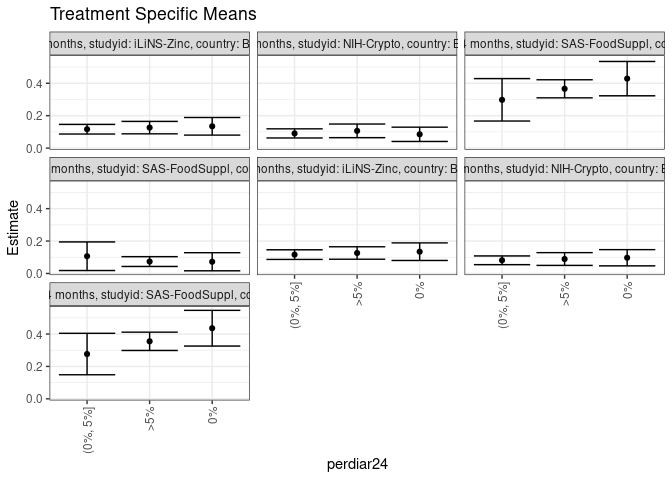 Treatment Specific Means
months, studyid: iLiNS-Zinc, country: B
months, studyid: NIH-Crypto, country: B
months, studyid: SAS-FoodSuppl, co
0.4
0.2
0.0
months, studyid: SAS-FoodSuppl, co
months, studyid: iLiNS-Zinc, country: B
months, studyid: NIH-Crypto, country: B
0.4
0.2
0.0
months, studyid: SAS-FoodSuppl, co
0.4
0.2
0.0
Estimate
(0%, 5%]
>5%
0%
(0%, 5%]
>5%
0%
(0%, 5%]
>5%
0%
perdiar24